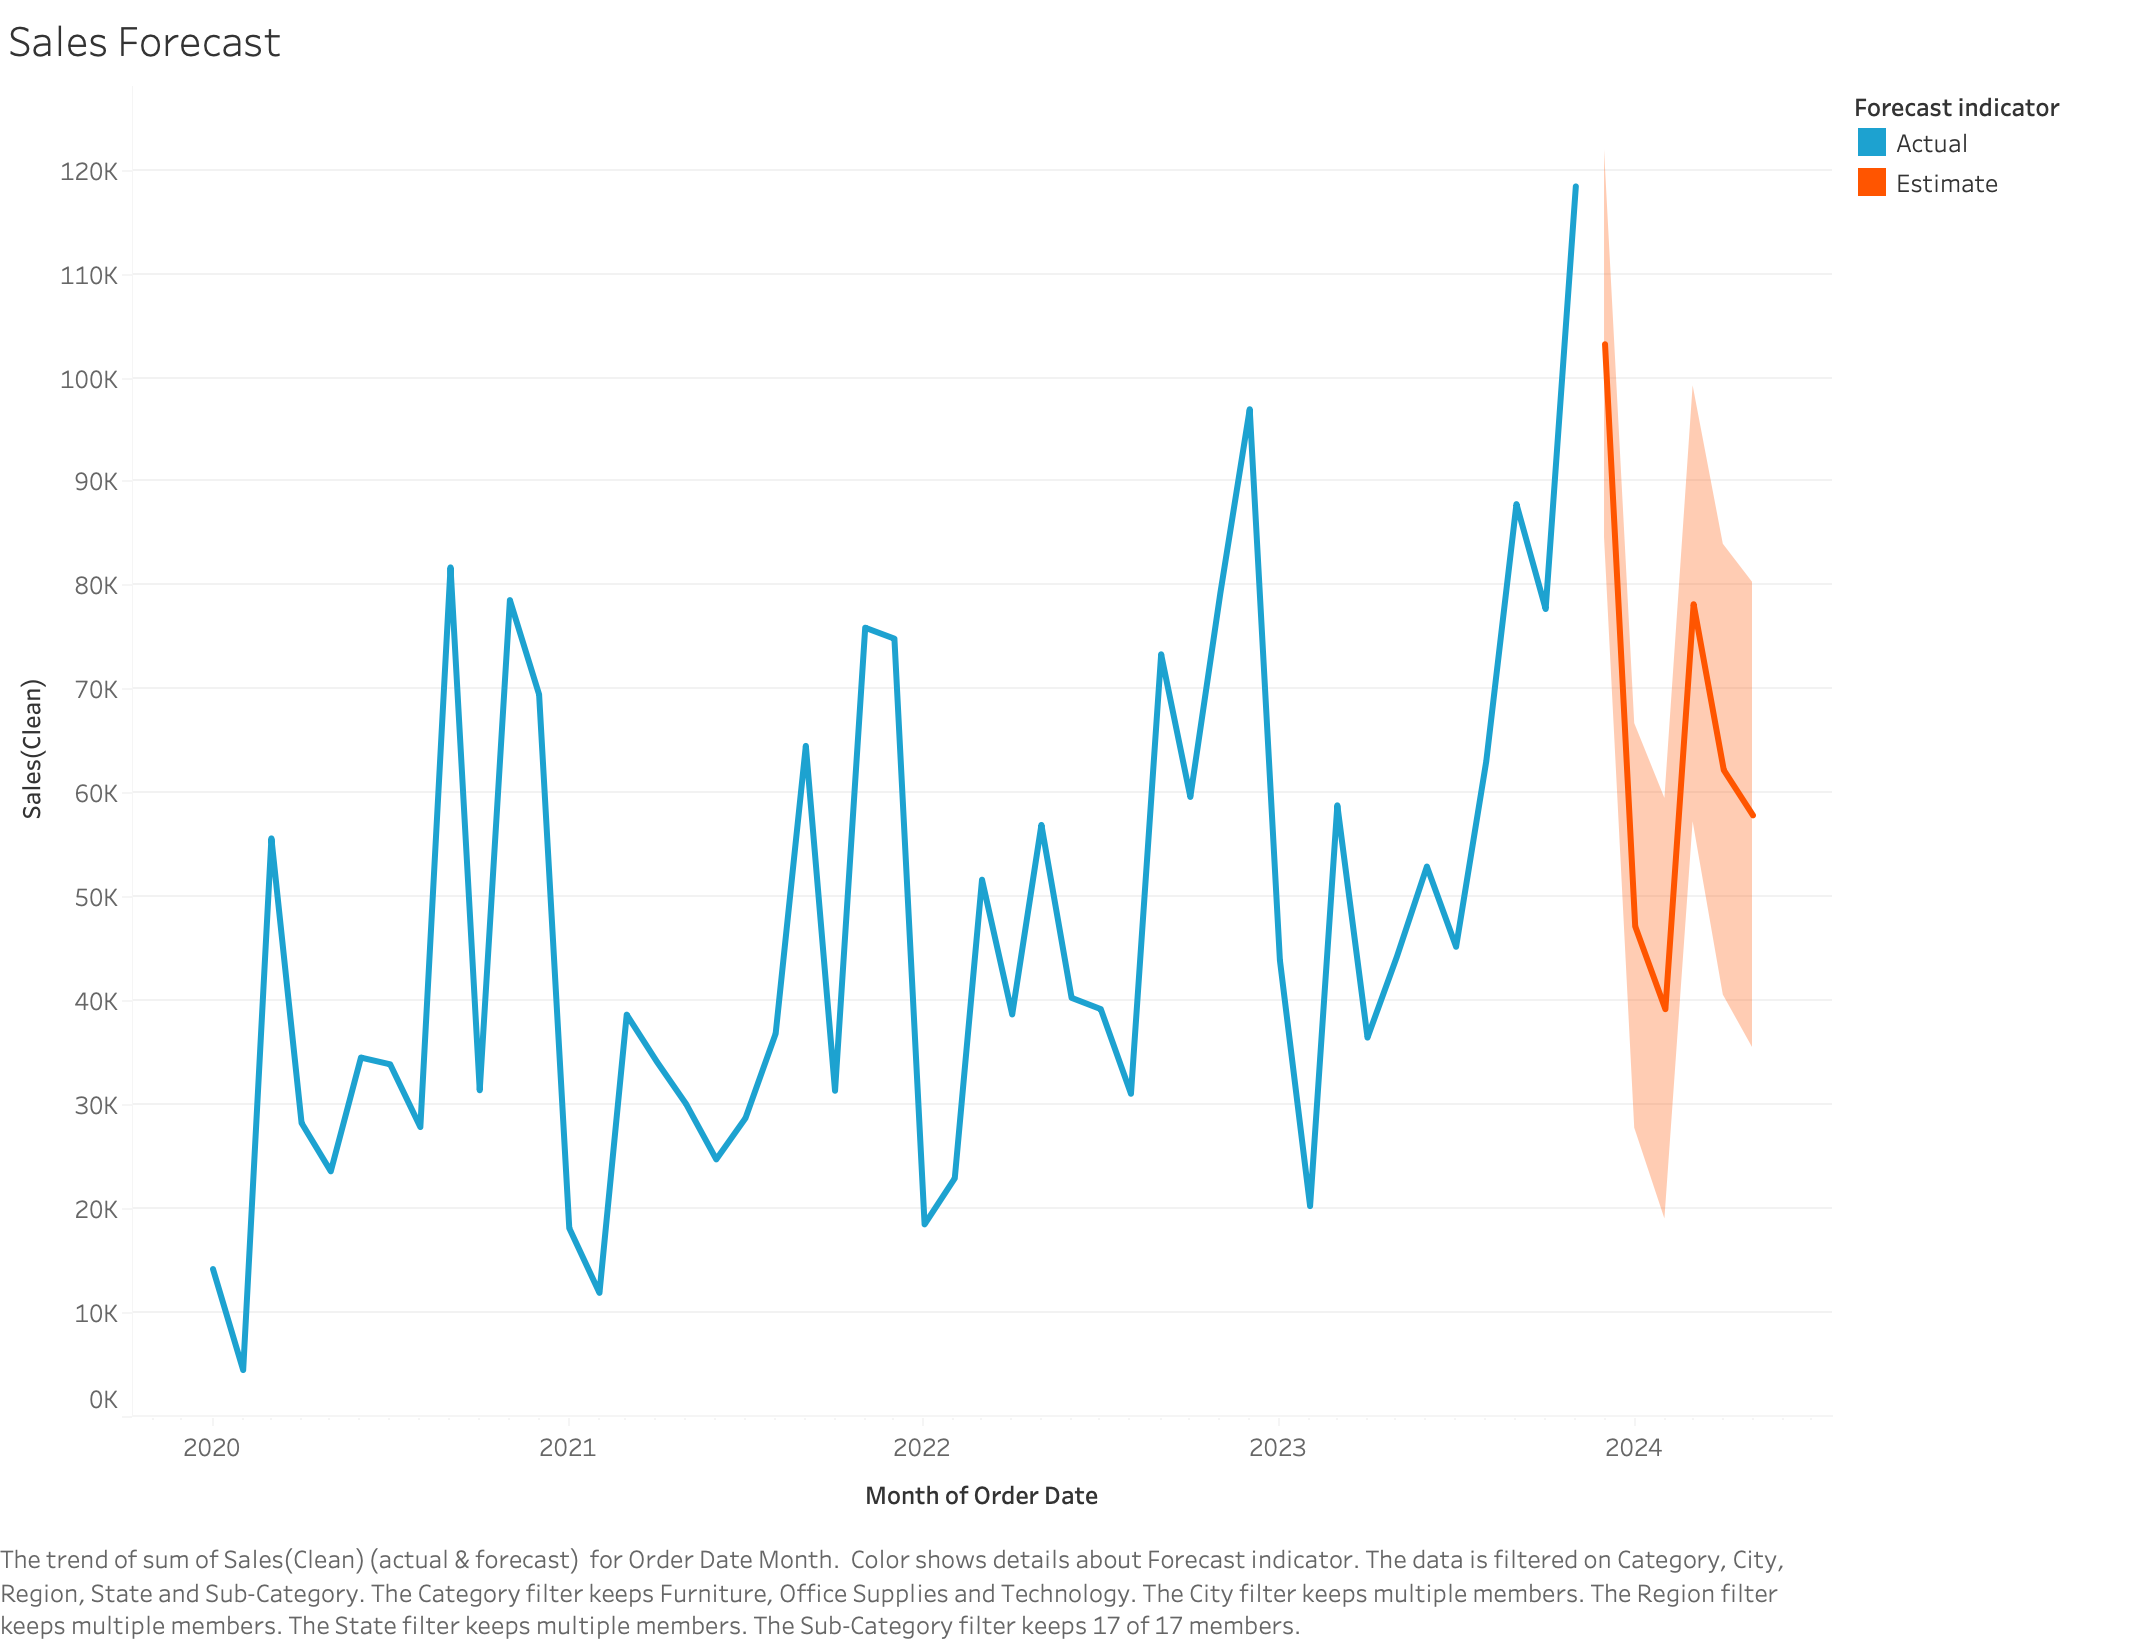 Sales Forecast
Forecast indicator
Actual
Estimate
120K
110K
100K
90K
80K
70K
60K
50K
40K
30K
20K
10K
0K
Sales(Clean)
2020
2021
2022
2023
2024
Month of Order Date
The trend of sum of Sales(Clean) (actual & forecast)  for Order Date Month.  Color shows details about Forecast indicator. The data is filtered on Category, City,
Region, State and Sub-Category. The Category filter keeps Furniture, Office Supplies and Technology. The City filter keeps multiple members. The Region filter
keeps multiple members. The State filter keeps multiple members. The Sub-Category filter keeps 17 of 17 members.